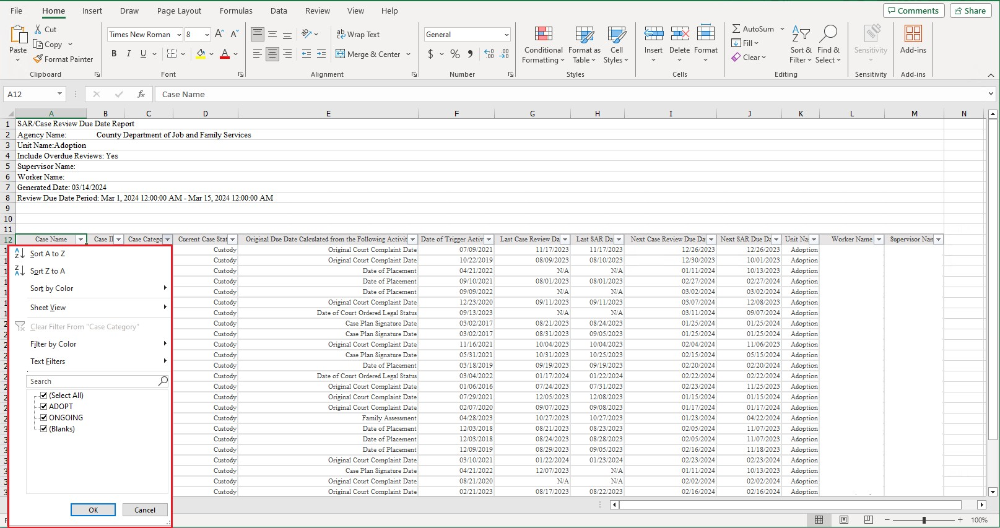 File Home Insert Draw Page Layout Formulas Data Review View Help Comments Share
Paste Cut Copy Format Painter Clipboard
Times New Roman 8 B I U Font
Wrap Text Merge & Center Alignment
General $ % Number
Conditional Formatting Format as Table Cell Styles Styles
Insert Delete Format Cells
AutoSum Fill Clear Sort & Filter Find & Select Editing
Sensitivity Sensitivity
Add-ins Add-ins
A12 fx Case Name
A B C D E F G H I J K L M N
1 SAR/Case Review Due Date Report
2 Agency Name: County Department of Job and Family Services
3 Unit Name:Adoption
4 Include Overdue Reviews: Yes
5 Supervisor Name:
6 Worker Name:
7 Generated Date: 03/14/2024
8 Review Due Date Period: Mar 1, 2024 12:00:00 AM - Mar 15, 2024 12:00:00 AM
9
10
11
12 Case Name Case ID Case Catego Current Case Stat Original Due Date Calculated from the Following Activit Date of Trigger Activ Last Case Review Da Last SAR Da Next Case Review Due Da Next SAR Due Da Unit Na Worker Name Supervisor Nan
Custody Original Court Complaint Date 07/09/2021 11/17/2023 11/17/2023 12/26/2023 12/26/2023 Adoption
Custody Original Court Complaint Date 10/22/2019 08/09/2023 08/10/2023 12/30/2023 10/01/2023 Adoption
Custody Date of Placement 04/21/2022 N/A N/A 01/11/2024 10/13/2023 Adoption
Custody Date of Placement 09/10/2021 08/01/2023 08/01/2023 02/27/2024 02/27/2024 Adoption
Custody Date of Placement 09/09/2022 N/A N/A 03/02/2024 03/02/2024 Adoption
Custody Original Court Complaint Date 12/23/2020 09/11/2023 09/11/2023 03/07/2024 12/08/2023 Adoption
Custody Date of Court Ordered Legal Status 09/13/2023 N/A N/A 03/11/2024 09/07/2024 Adoption
Custody Case Plan Signature Date 03/02/2017 08/21/2023 08/24/2023 01/25/2024 01/25/2024 Adoption
Custody Case Plan Signature Date 03/02/2017 08/31/2023 09/05/2023 01/25/2024 01/25/2024 Adoption
Custody Original Court Complaint Date 11/16/2021 10/04/2023 10/04/2023 02/04/2024 11/06/2023 Adoption
Custody Case Plan Signature Date 05/31/2021 10/31/2023 10/25/2023 02/15/2024 05/15/2024 Adoption
Custody Date of Placement 03/18/2019 09/19/2023 09/19/2023 02/20/2024 02/20/2024 Adoption
Custody Date of Court Ordered Legal Status 03/04/2022 01/17/2024 01/22/2024 02/22/2024 02/22/2024 Adoption
Custody Original Court Complaint Date 01/06/2016 07/24/2023 07/31/2023 02/23/2024 11/25/2023 Adoption
Custody Original Court Complaint Date 07/29/2021 12/05/2023 12/08/2023 01/15/2024 01/15/2024 Adoption
Custody Original Court Complaint Date 02/07/2020 09/07/2023 09/08/2023 01/17/2024 01/17/2024 Adoption
Custody Family Assessment 04/28/2023 10/27/2023 10/27/2023 01/23/2024 04/22/2024 Adoption
Custody Date of Placement 12/03/2018 08/21/2023 08/23/2023 02/05/2024 11/07/2023 Adoption
Custody Date of Placement 12/03/2018 08/24/2023 08/28/2023 02/05/2024 11/07/2023 Adoption
Custody Date of Placement 12/09/2019 08/29/2023 09/05/2023 02/16/2024 11/18/2023 Adoption
Custody Original Court Complaint Date 03/10/2021 01/22/2024 01/23/2024 02/23/2024 02/23/2024 Adoption
Custody Case Plan Signature Date 04/21/2022 12/07/2023 N/A 01/11/2024 10/13/2023 Adoption
Custody Original Court Complaint Date 08/21/2020 N/A N/A 02/02/2024 02/02/2024 Adoption
Custody Original Court Complaint Date 02/21/2023 08/17/2023 08/22/2023 02/16/2024 02/16/2024 Adoption
Sort A to Z
Sort Z to A
Sort by Color
Sheet View
Clear Filter From "Case Category"
Filter by Color
Text Filters
Search
(Select All)
ADOPT
ONGOING
(Blanks)
OK Cancel
100%